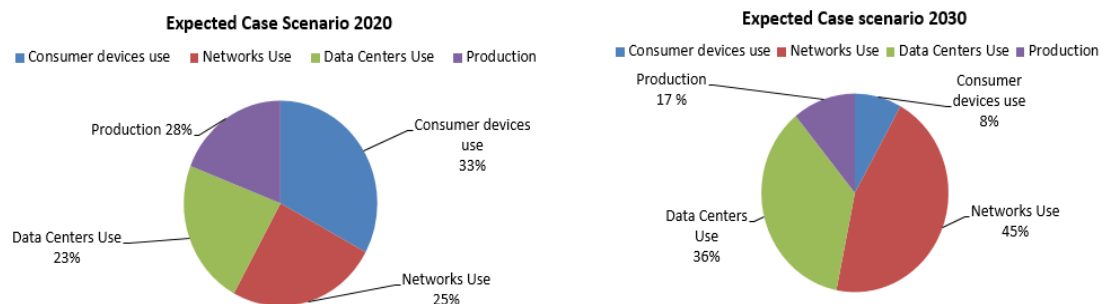 Expected Case Scenario 2020
Consumer devices use Networks Use Data Centers Use Production
Production 28%
Consumer devices
use
33%
Data Centers Use
23%
Networks Use
25%
Expected Case scenario 2030
Consumer devices use Networks Use Data Centers Use Production
Production
17 %
Consumer
devices use
8%
Data Centers
Use
36%
Networks Use
45%